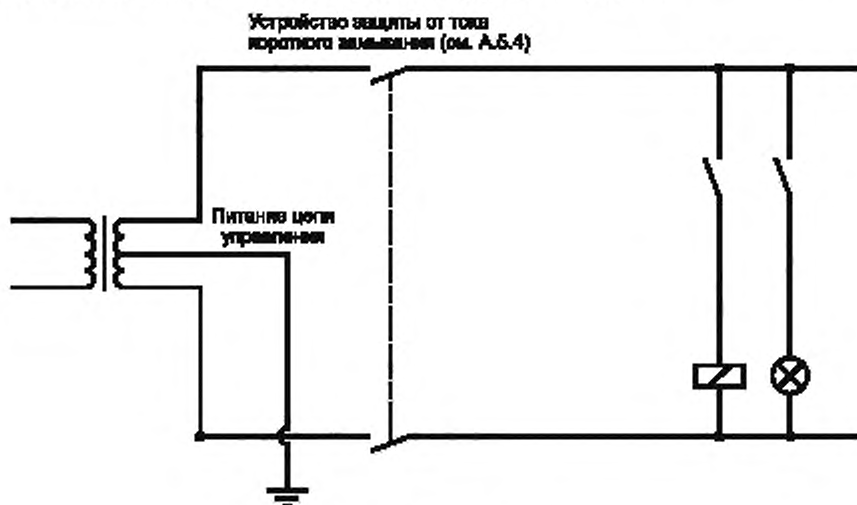 Устройство защиты от тока
короткого замыкания (см. А.5.4)
Питание цепи
управления